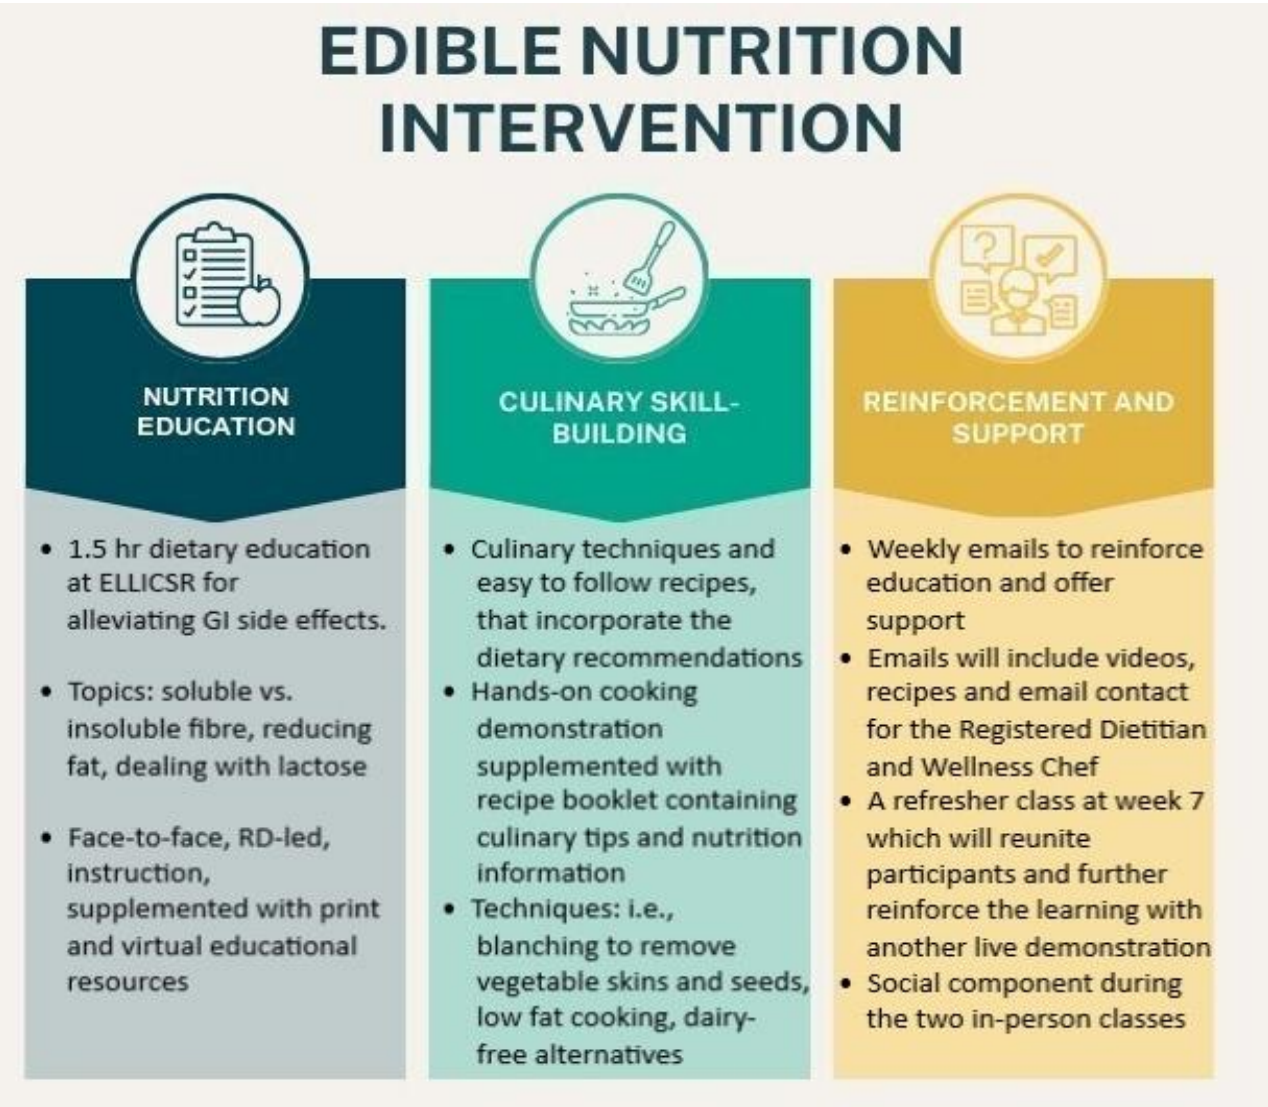 EDIBLE NUTRITION
INTERVENTION
NUTRITION
EDUCATION
• 1.5 hr dietary education
at ELLICSR for
alleviating GI side effects.
• Topics: soluble vs.
insoluble fibre, reducing
fat, dealing with lactose
• Face-to-face, RD-led,
instruction,
supplemented with print
and virtual educational
resources
CULINARY SKILL-
BUILDING
• Culinary techniques and
easy to follow recipes,
that incorporate the
dietary recommendations
• Hands-on cooking
demonstration
supplemented with
recipe booklet containing
culinary tips and nutrition
information
• Techniques: i.e.,
blanching to remove
vegetable skins and seeds,
low fat cooking, dairy-
free alternatives
REINFORCEMENT AND
SUPPORT
• Weekly emails to reinforce
education and offer
support
• Emails will include videos,
recipes and email contact
for the Registered Dietitian
and Wellness Chef
• A refresher class at week 7
which will reunite
participants and further
reinforce the learning with
another live demonstration
• Social component during
the two in-person classes